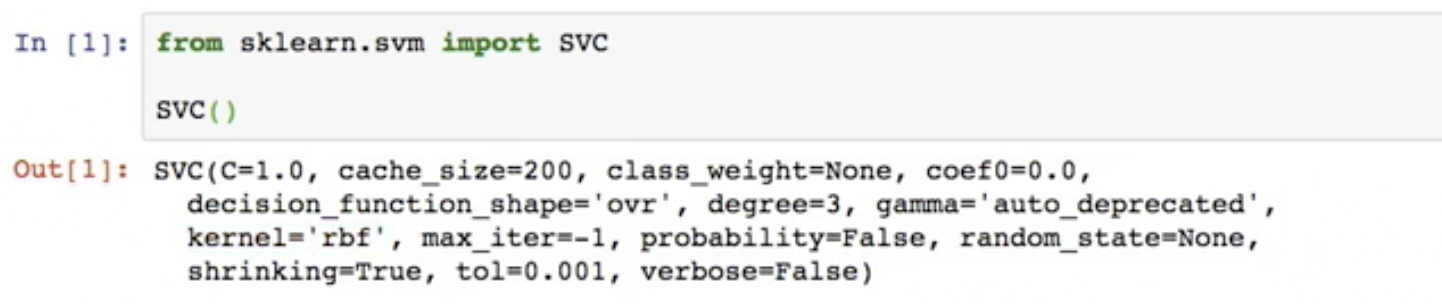 In [1]: from sklearn.svm import SVC
SVC()
Out[1]: SVC(C=1.0, cache_size=200, class_weight=None, coef0=0.0,
decision_function_shape='ovr', degree=3, gamma='auto_deprecated',
kernel='rbf', max_iter=-1, probability=False, random_state=None,
shrinking=True, tol=0.001, verbose=False)